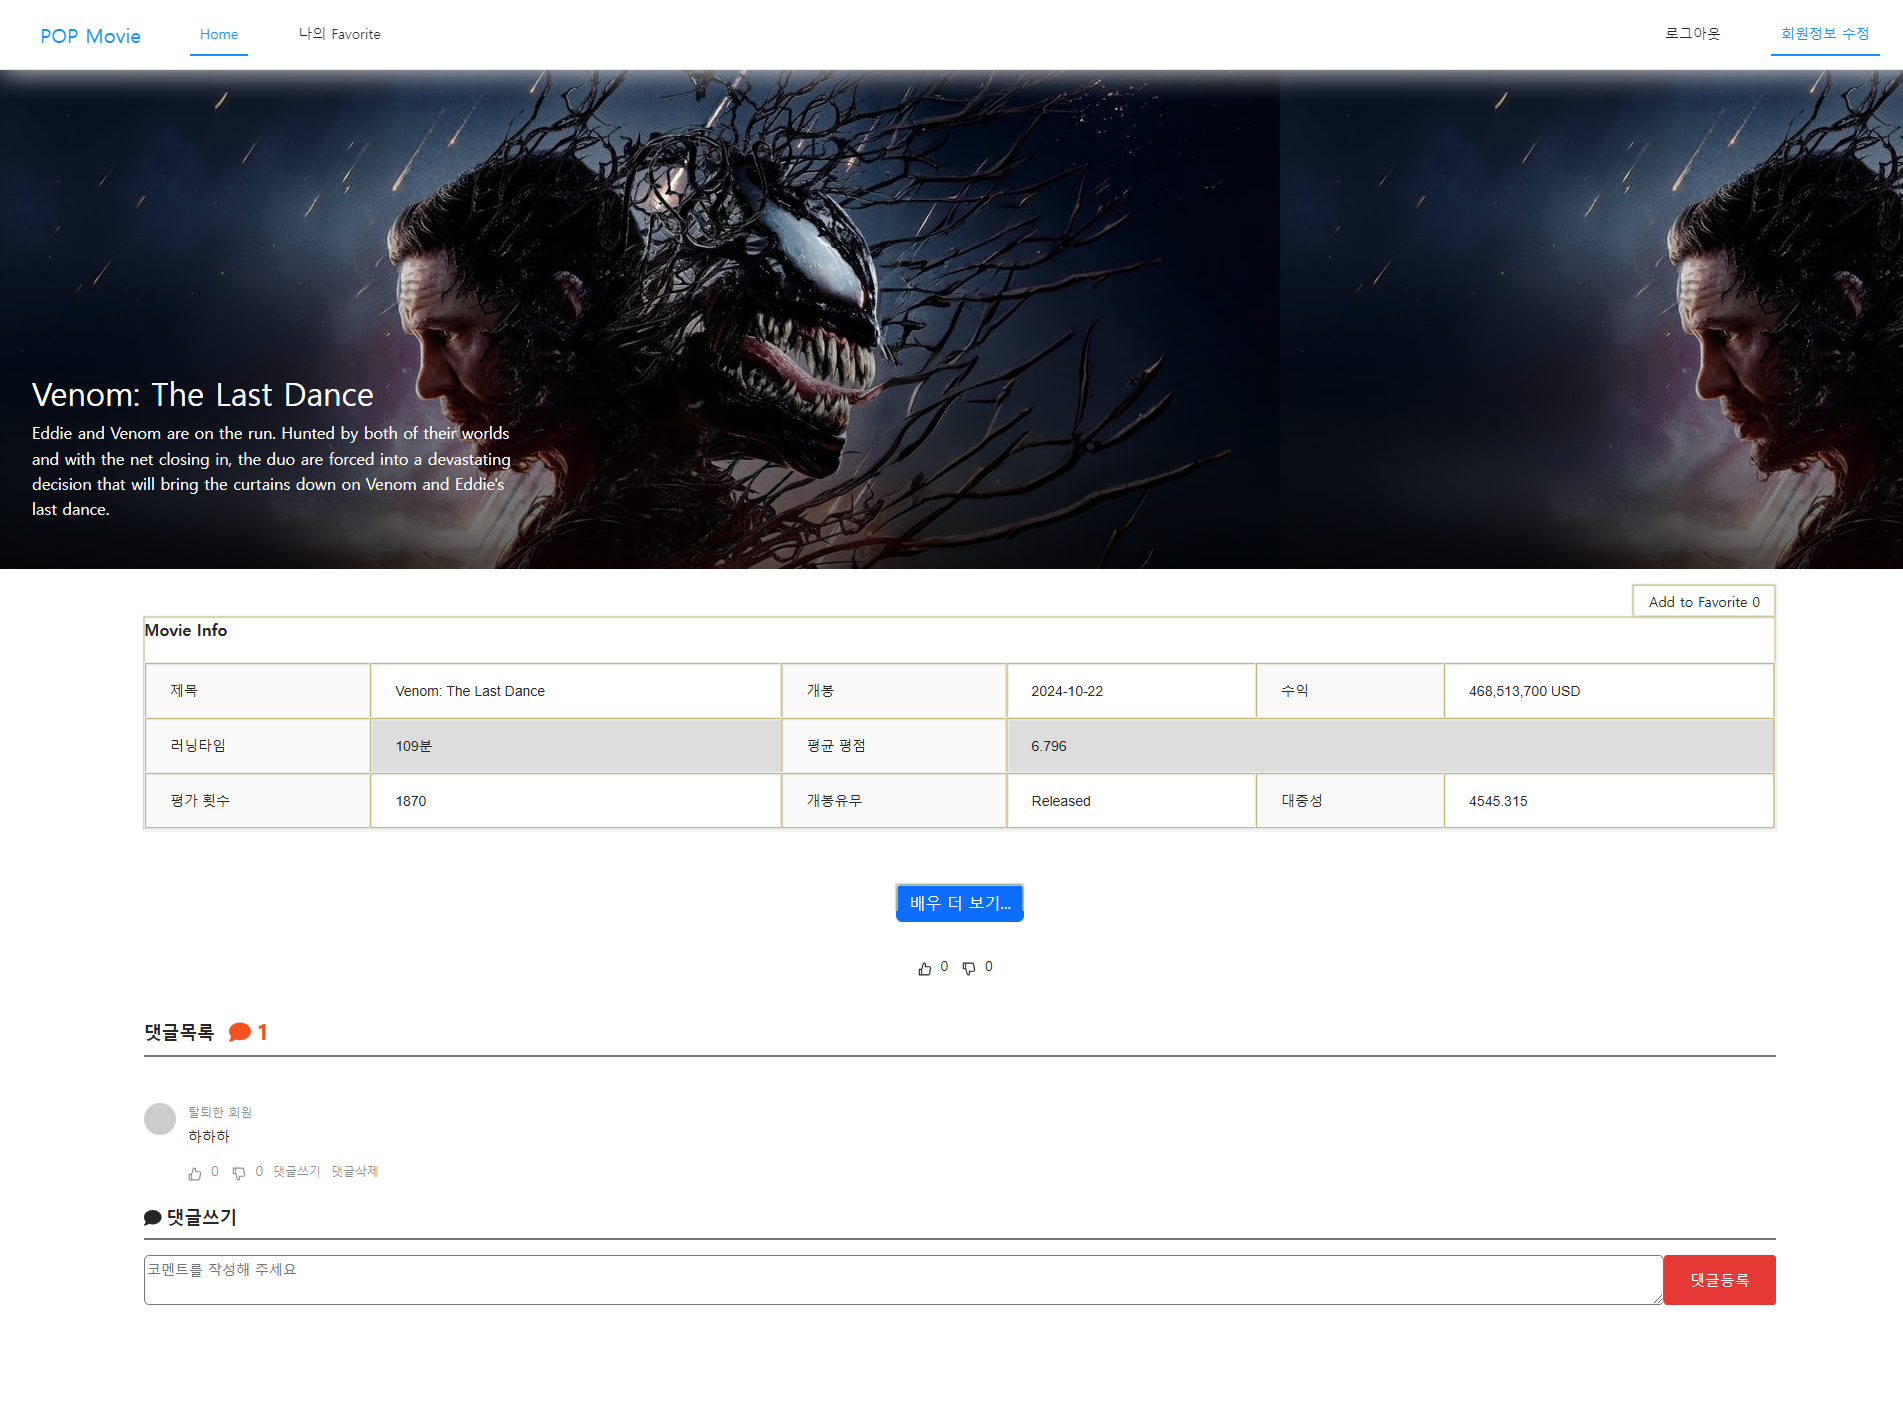 POP Movie
Home
나의 Favorite
로그아웃
회원정보 수정
Venom: The Last Dance
Eddie and Venom are on the run. Hunted by both of their worlds
and with the net closing in, the duo are forced into a devastating
decision that will bring the curtains down on Venom and Eddie's
last dance.
Add to Favorite 0
Movie Info
제목 Venom: The Last Dance 개봉 2024-10-22 수익 468,513,700 USD
러닝타임 109분 평균 평점 6.796
평가 횟수 1870 개봉유무 Released 대중성 4545.315
배우 더 보기...
0 0
댓글목록 1
탈퇴한 회원
하하하
0 0 댓글쓰기 댓글삭제
댓글쓰기
코멘트를 작성해 주세요
댓글등록